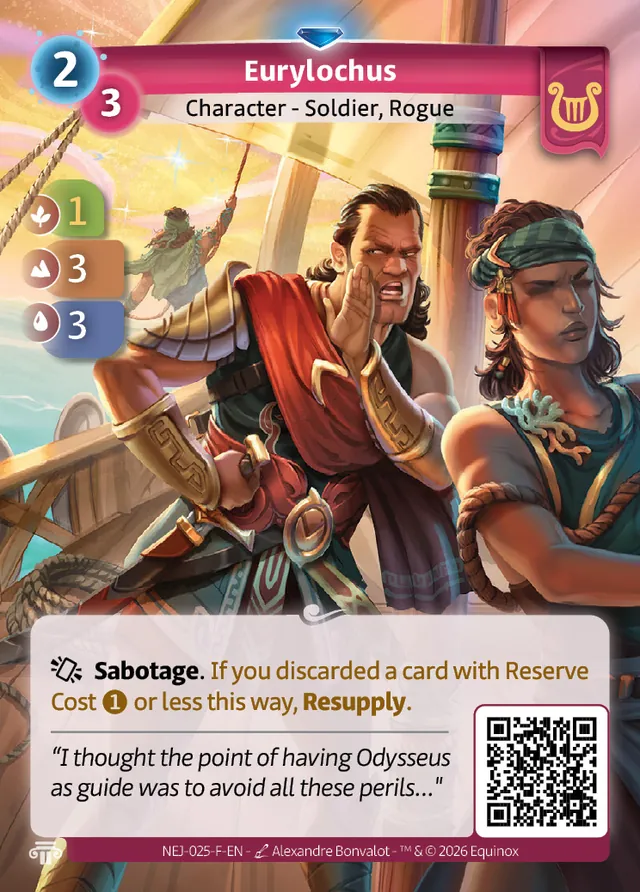 2
Eurylochus
3
Character - Soldier, Rogue
1
3
3
Sabotage. If you discarded a card with Reserve
Cost 1 or less this way, Resupply.
“I thought the point of having Odysseus
as guide was to avoid all these perils..."
NEJ-025-F-EN - Alexandre Bonvalot - ™ & © 2026 Equinox